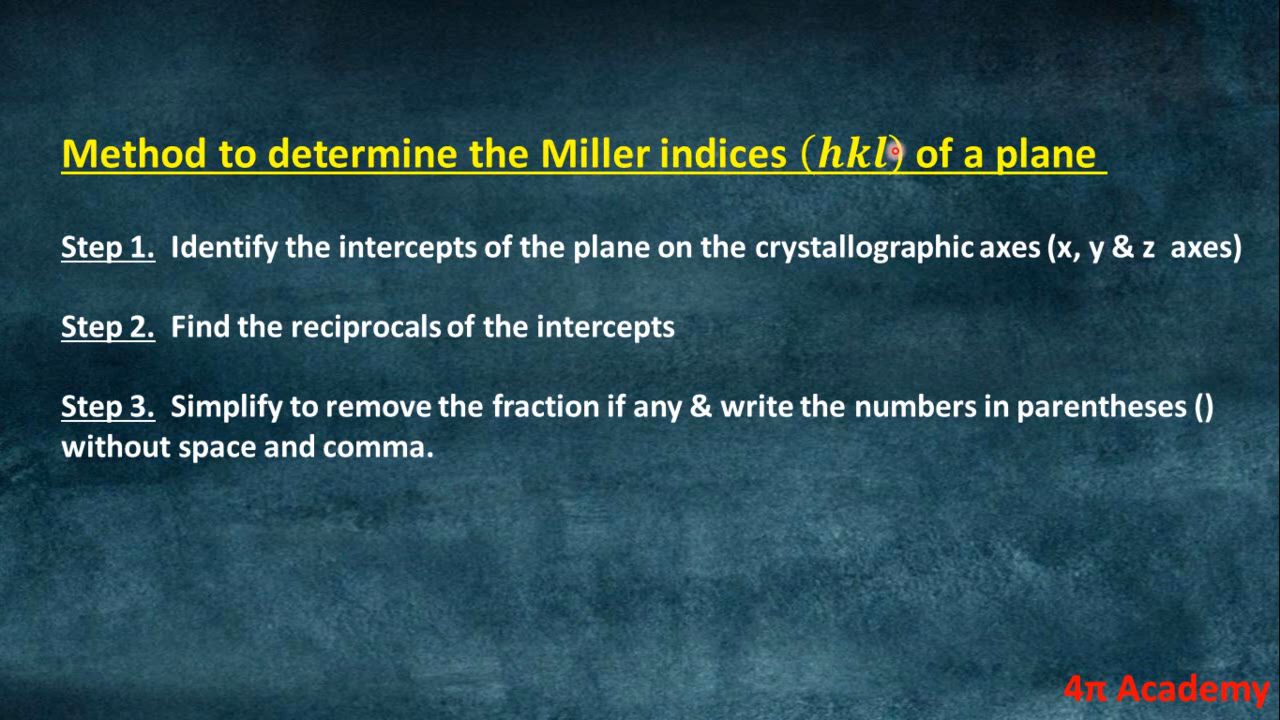 Method to determine the Miller indices (hkl) of a plane
Step 1. Identify the intercepts of the plane on the crystallographic axes (x, y & z axes)
Step 2. Find the reciprocals of the intercepts
Step 3. Simplify to remove the fraction if any & write the numbers in parentheses ()
without space and comma.
4π Academy